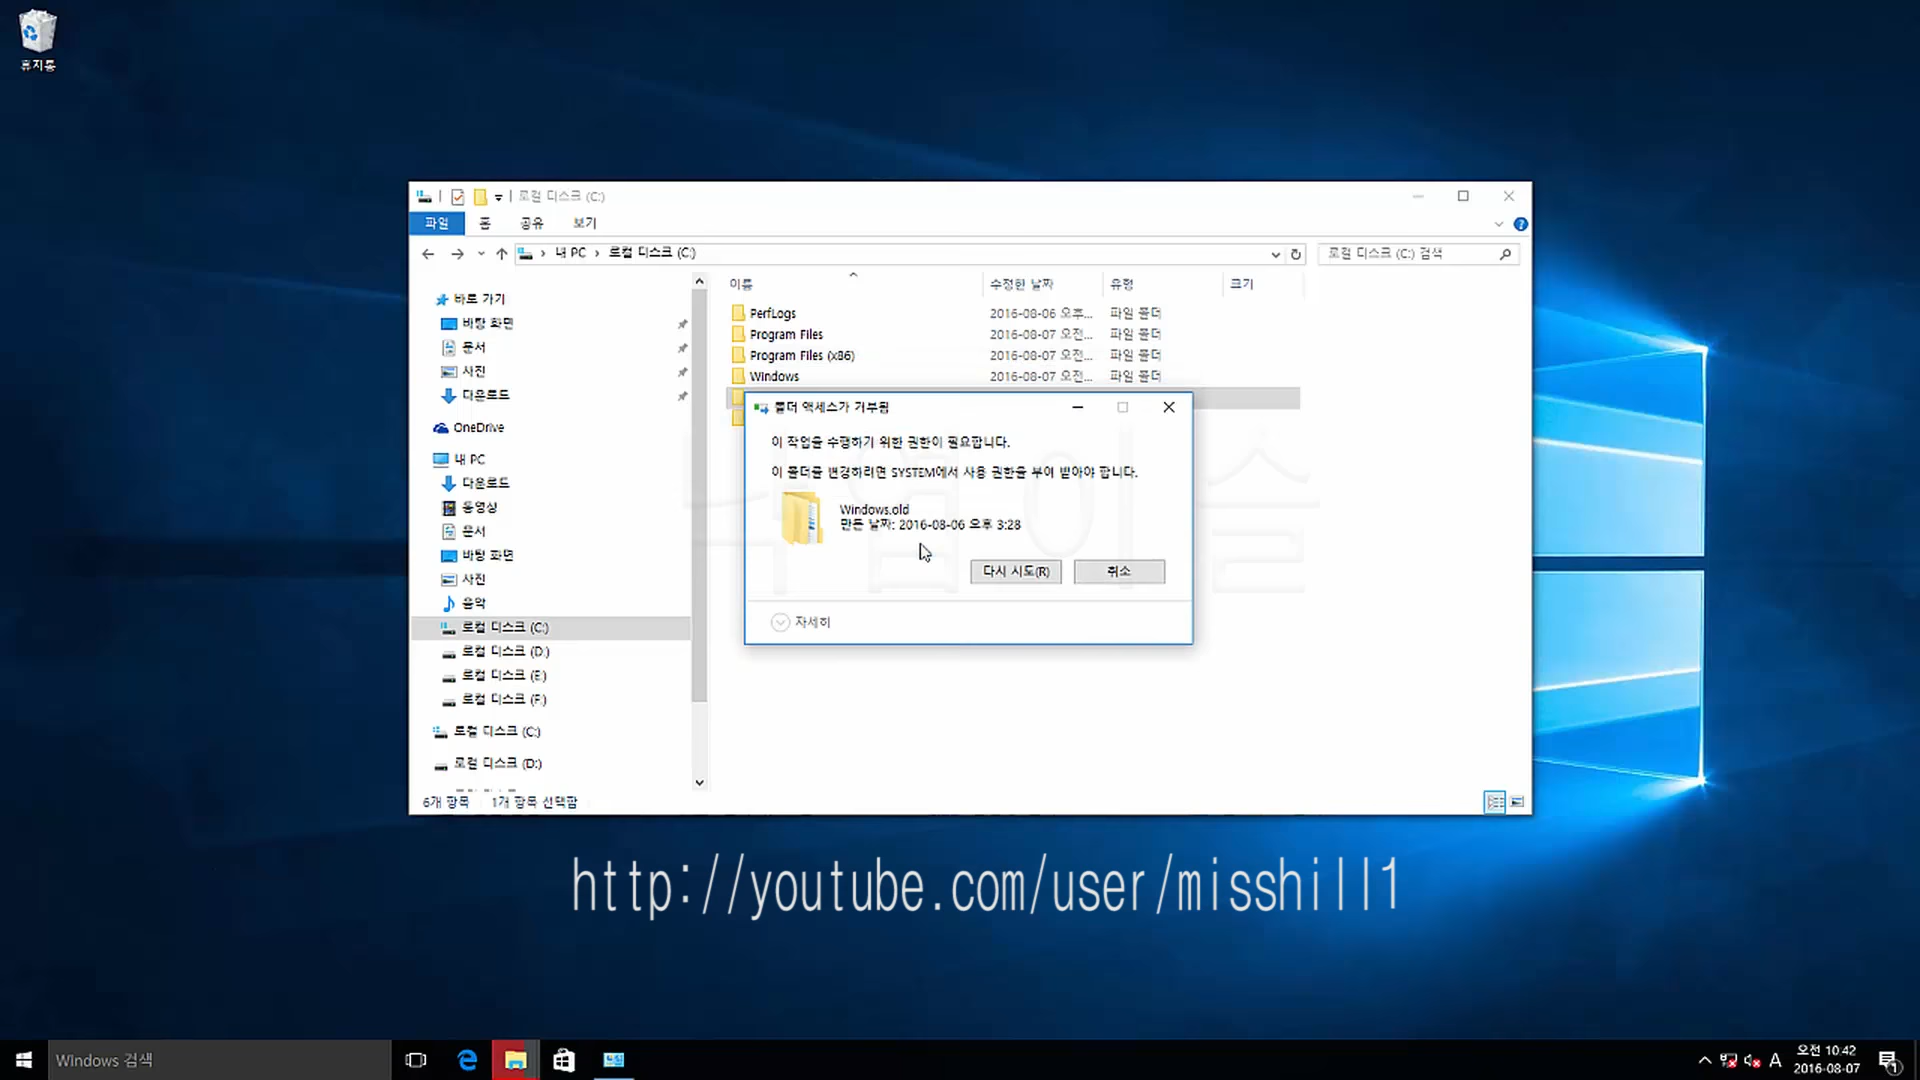 휴지통
로컬 디스크 (C:)
파일 홈 공유 보기
내 PC 로컬 디스크 (C:)
로컬 디스크 (C:) 검색
이름 수정한 날짜 유형 크기
바로 가기
바탕 화면
문서
사진
다운로드
OneDrive
내 PC
다운로드
동영상
문서
바탕 화면
사진
음악
로컬 디스크 (C:)
로컬 디스크 (D:)
로컬 디스크 (E:)
로컬 디스크 (F:)
로컬 디스크 (C:)
로컬 디스크 (D:)
PerfLogs 2016-08-06 오후... 파일 폴더
Program Files 2016-08-07 오전... 파일 폴더
Program Files (x86) 2016-08-07 오전... 파일 폴더
Windows 2016-08-07 오전... 파일 폴더
폴더 액세스가 거부됨
이 작업을 수행하기 위한 권한이 필요합니다.
이 폴더를 변경하려면 SYSTEM에서 사용 권한을 부여 받아야 합니다.
Windows.old
만든 날짜: 2016-08-06 오후 3:28
다시 시도(R) 취소
자세히
낙엽이슬
6개 항목 1개 항목 선택함
http://youtube.com/user/misshill1
Windows 검색
A
오전 10:42
2016-08-07
1